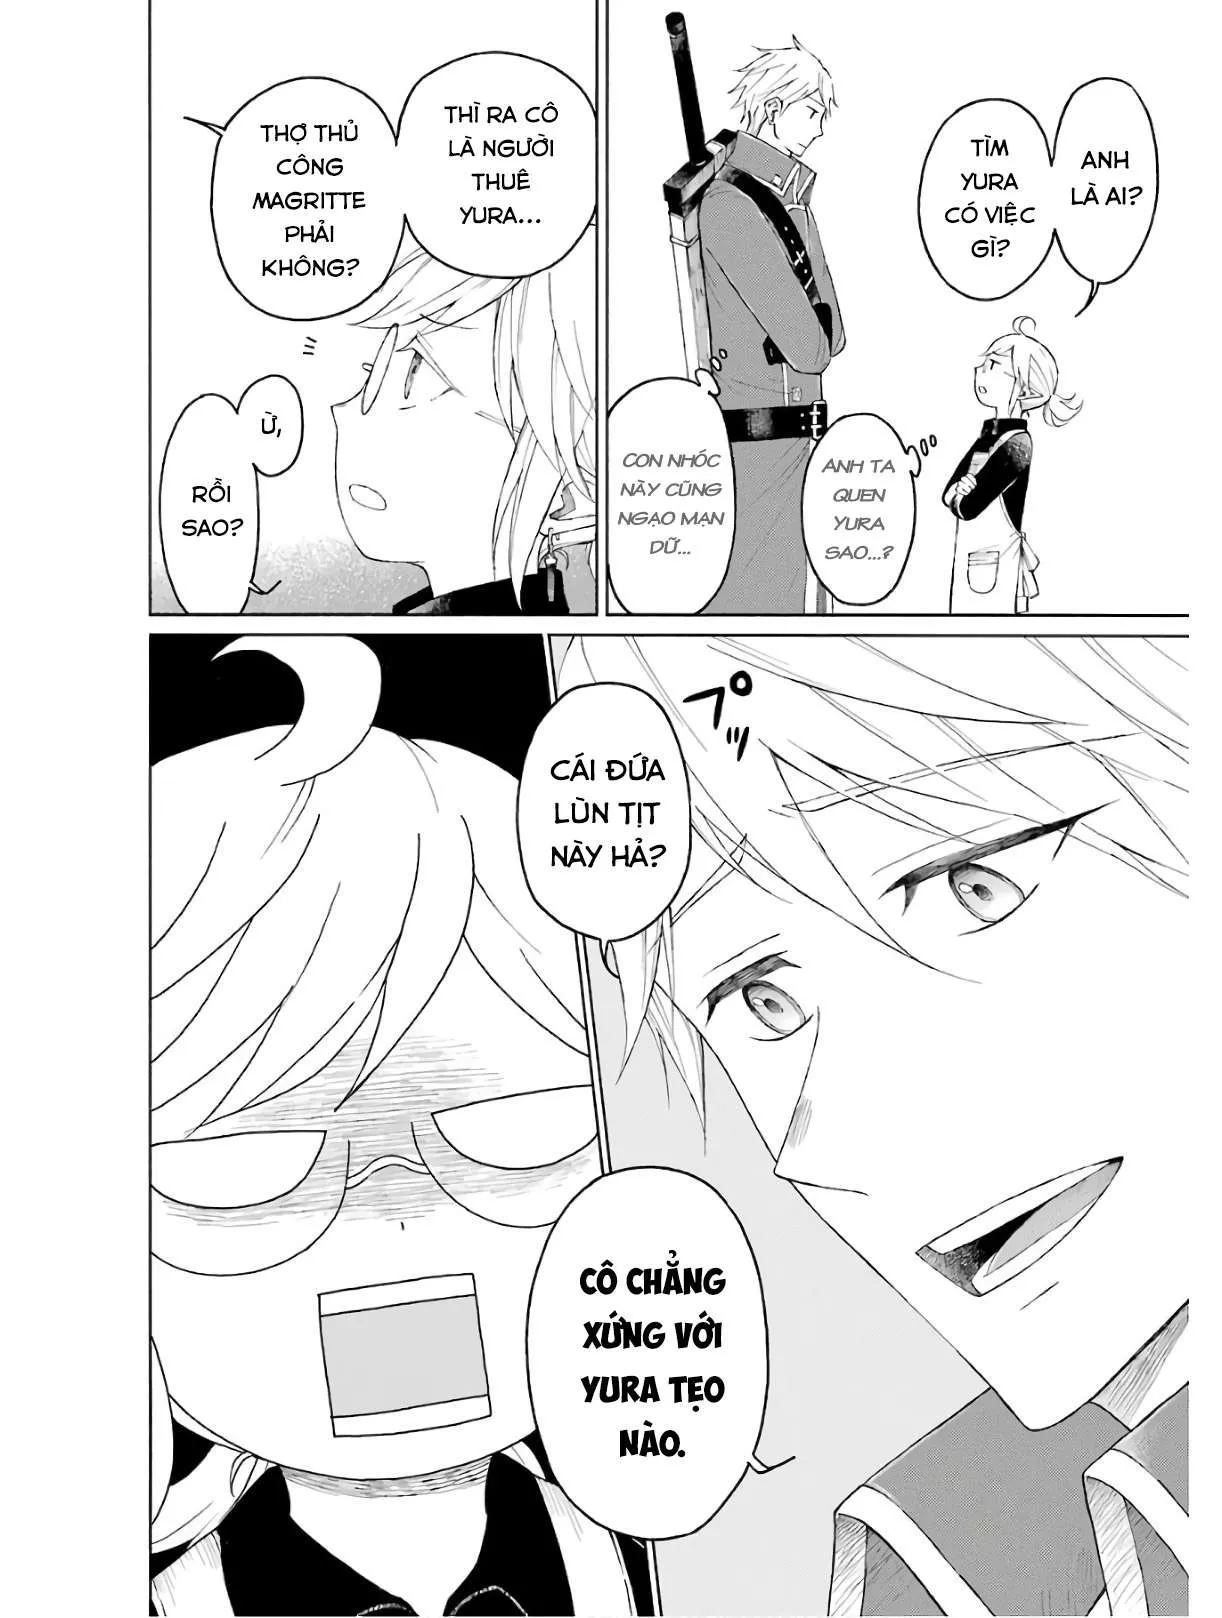 ANH
LÀ AI?
TÌM
YURA
CÓ VIỆC
GÌ?
ANH TA
QUEN
YURA
SAO...?
CON NHÓC
NÀY CŨNG
NGẠO MẠN
DỮ...
THÌ RA CÔ
LÀ NGƯỜI
THUÊ
YURA...
THỢ THỦ
CÔNG
MAGRITTE
PHẢI
KHÔNG?
Ừ,
RỒI
SAO?
プッ
CÁI ĐỨA
LÙN TỊT
NÀY HẢ?
CÔ CHẲNG
XỨNG VỚI
YURA TẸO
NÀO.